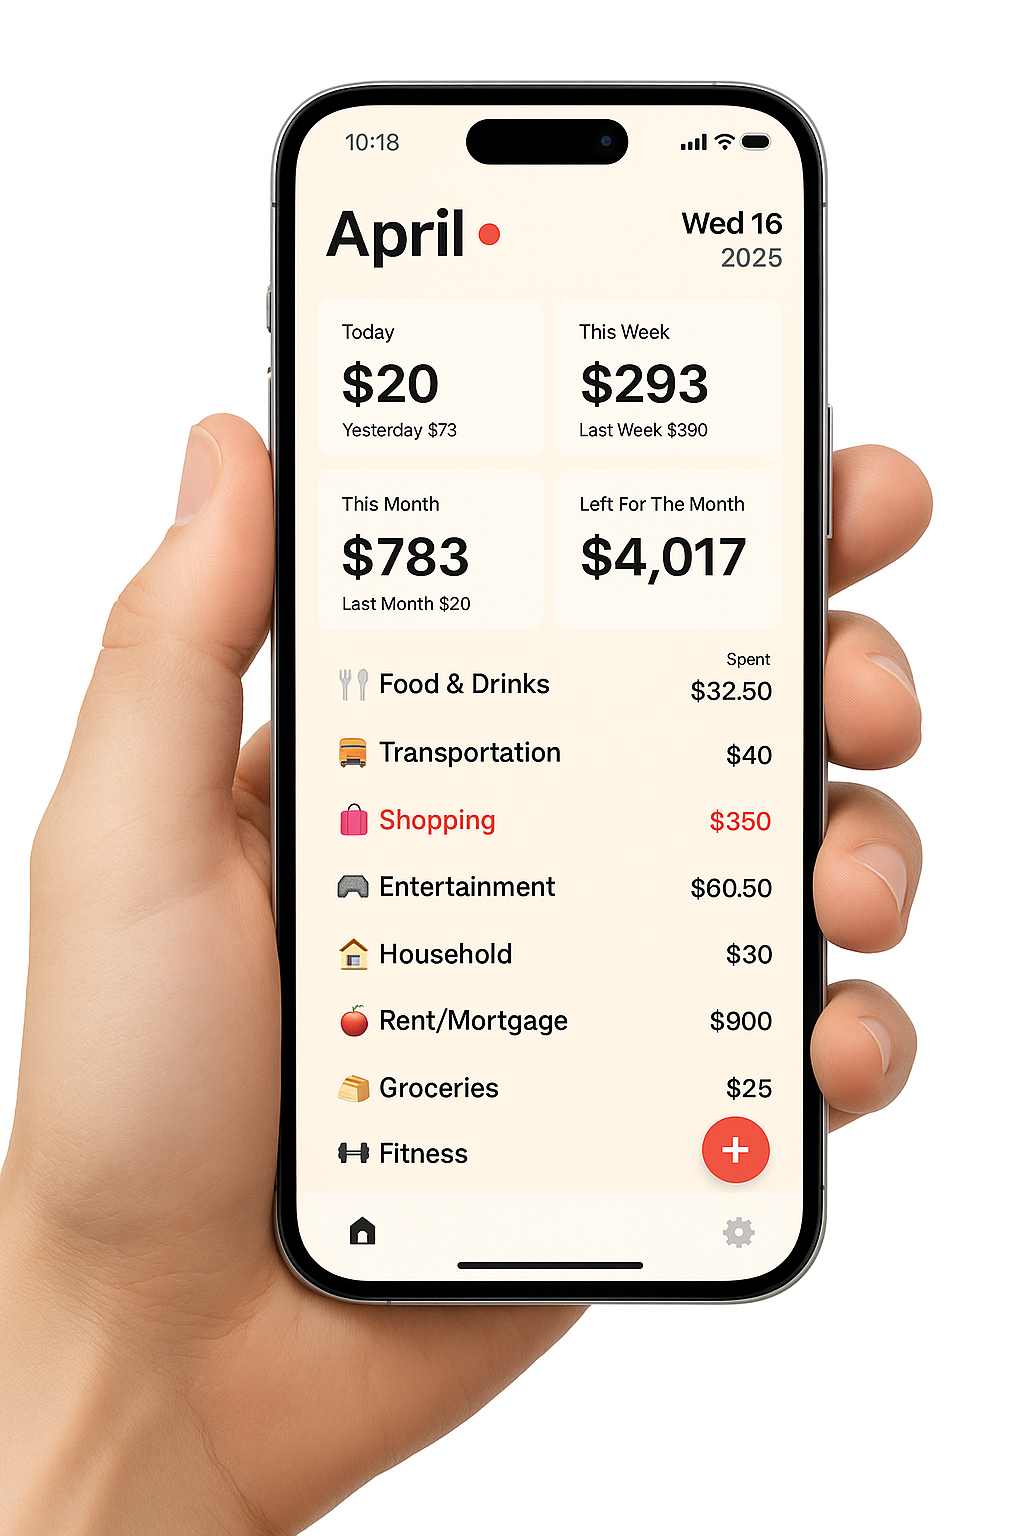 10:18
April
Wed 16
2025
Today
$20
Yesterday $73
This Week
$293
Last Week $390
This Month
$783
Last Month $20
Left For The Month
$4,017
Spent
Food & Drinks $32.50
Transportation $40
Shopping $350
Entertainment $60.50
Household $30
Rent/Mortgage $900
Groceries $25
Fitness
+